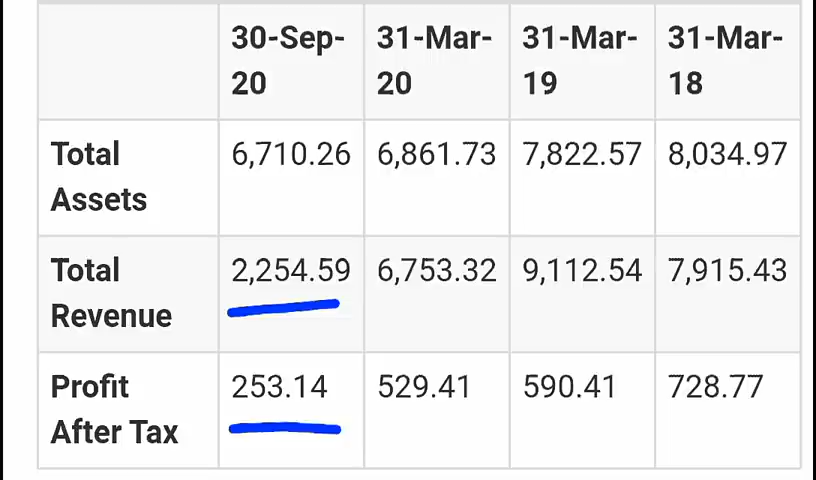 30-Sep- 31-Mar- 31-Mar- 31-Mar-
20 20 19 18
Total 6,710.26 6,861.73 7,822.57 8,034.97
Assets
Total 2,254.59 6,753.32 9,112.54 7,915.43
Revenue
Profit 253.14 529.41 590.41 728.77
After Tax